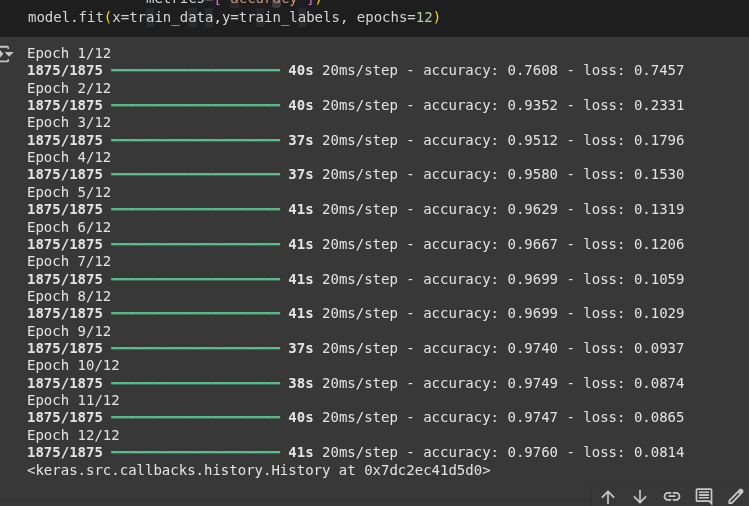 metrics=['accuracy'])
model.fit(x=train_data,y=train_labels, epochs=12)
Epoch 1/12
1875/1875 ━━━━━━━━━━━━━━━━━━━━ 40s 20ms/step - accuracy: 0.7608 - loss: 0.7457
Epoch 2/12
1875/1875 ━━━━━━━━━━━━━━━━━━━━ 40s 20ms/step - accuracy: 0.9352 - loss: 0.2331
Epoch 3/12
1875/1875 ━━━━━━━━━━━━━━━━━━━━ 37s 20ms/step - accuracy: 0.9512 - loss: 0.1796
Epoch 4/12
1875/1875 ━━━━━━━━━━━━━━━━━━━━ 37s 20ms/step - accuracy: 0.9580 - loss: 0.1530
Epoch 5/12
1875/1875 ━━━━━━━━━━━━━━━━━━━━ 41s 20ms/step - accuracy: 0.9629 - loss: 0.1319
Epoch 6/12
1875/1875 ━━━━━━━━━━━━━━━━━━━━ 41s 20ms/step - accuracy: 0.9667 - loss: 0.1206
Epoch 7/12
1875/1875 ━━━━━━━━━━━━━━━━━━━━ 41s 20ms/step - accuracy: 0.9699 - loss: 0.1059
Epoch 8/12
1875/1875 ━━━━━━━━━━━━━━━━━━━━ 41s 20ms/step - accuracy: 0.9699 - loss: 0.1029
Epoch 9/12
1875/1875 ━━━━━━━━━━━━━━━━━━━━ 37s 20ms/step - accuracy: 0.9740 - loss: 0.0937
Epoch 10/12
1875/1875 ━━━━━━━━━━━━━━━━━━━━ 38s 20ms/step - accuracy: 0.9749 - loss: 0.0874
Epoch 11/12
1875/1875 ━━━━━━━━━━━━━━━━━━━━ 40s 20ms/step - accuracy: 0.9747 - loss: 0.0865
Epoch 12/12
1875/1875 ━━━━━━━━━━━━━━━━━━━━ 41s 20ms/step - accuracy: 0.9760 - loss: 0.0814
<keras.src.callbacks.history.History at 0x7dc2ec41d5d0>